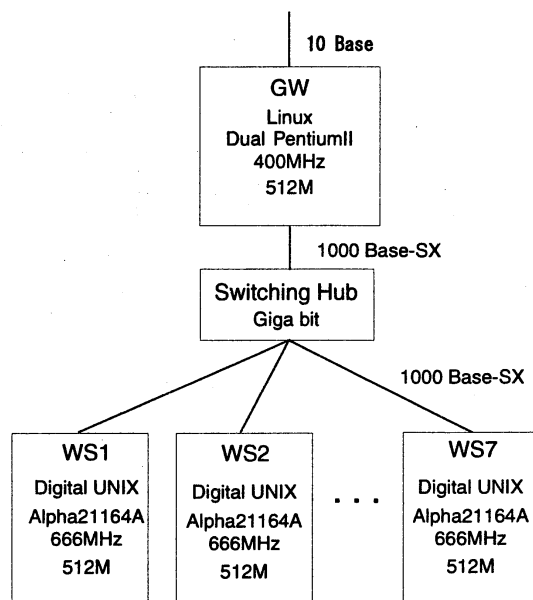 10 Base
GW
Linux
Dual PentiumII
400MHz
512M
1000 Base-SX
Switching Hub
Giga bit
1000 Base-SX
WS1
Digital UNIX
Alpha21164A
666MHz
512M
WS2
Digital UNIX
Alpha21164A
666MHz
512M
. . .
WS7
Digital UNIX
Alpha21164A
666MHz
512M